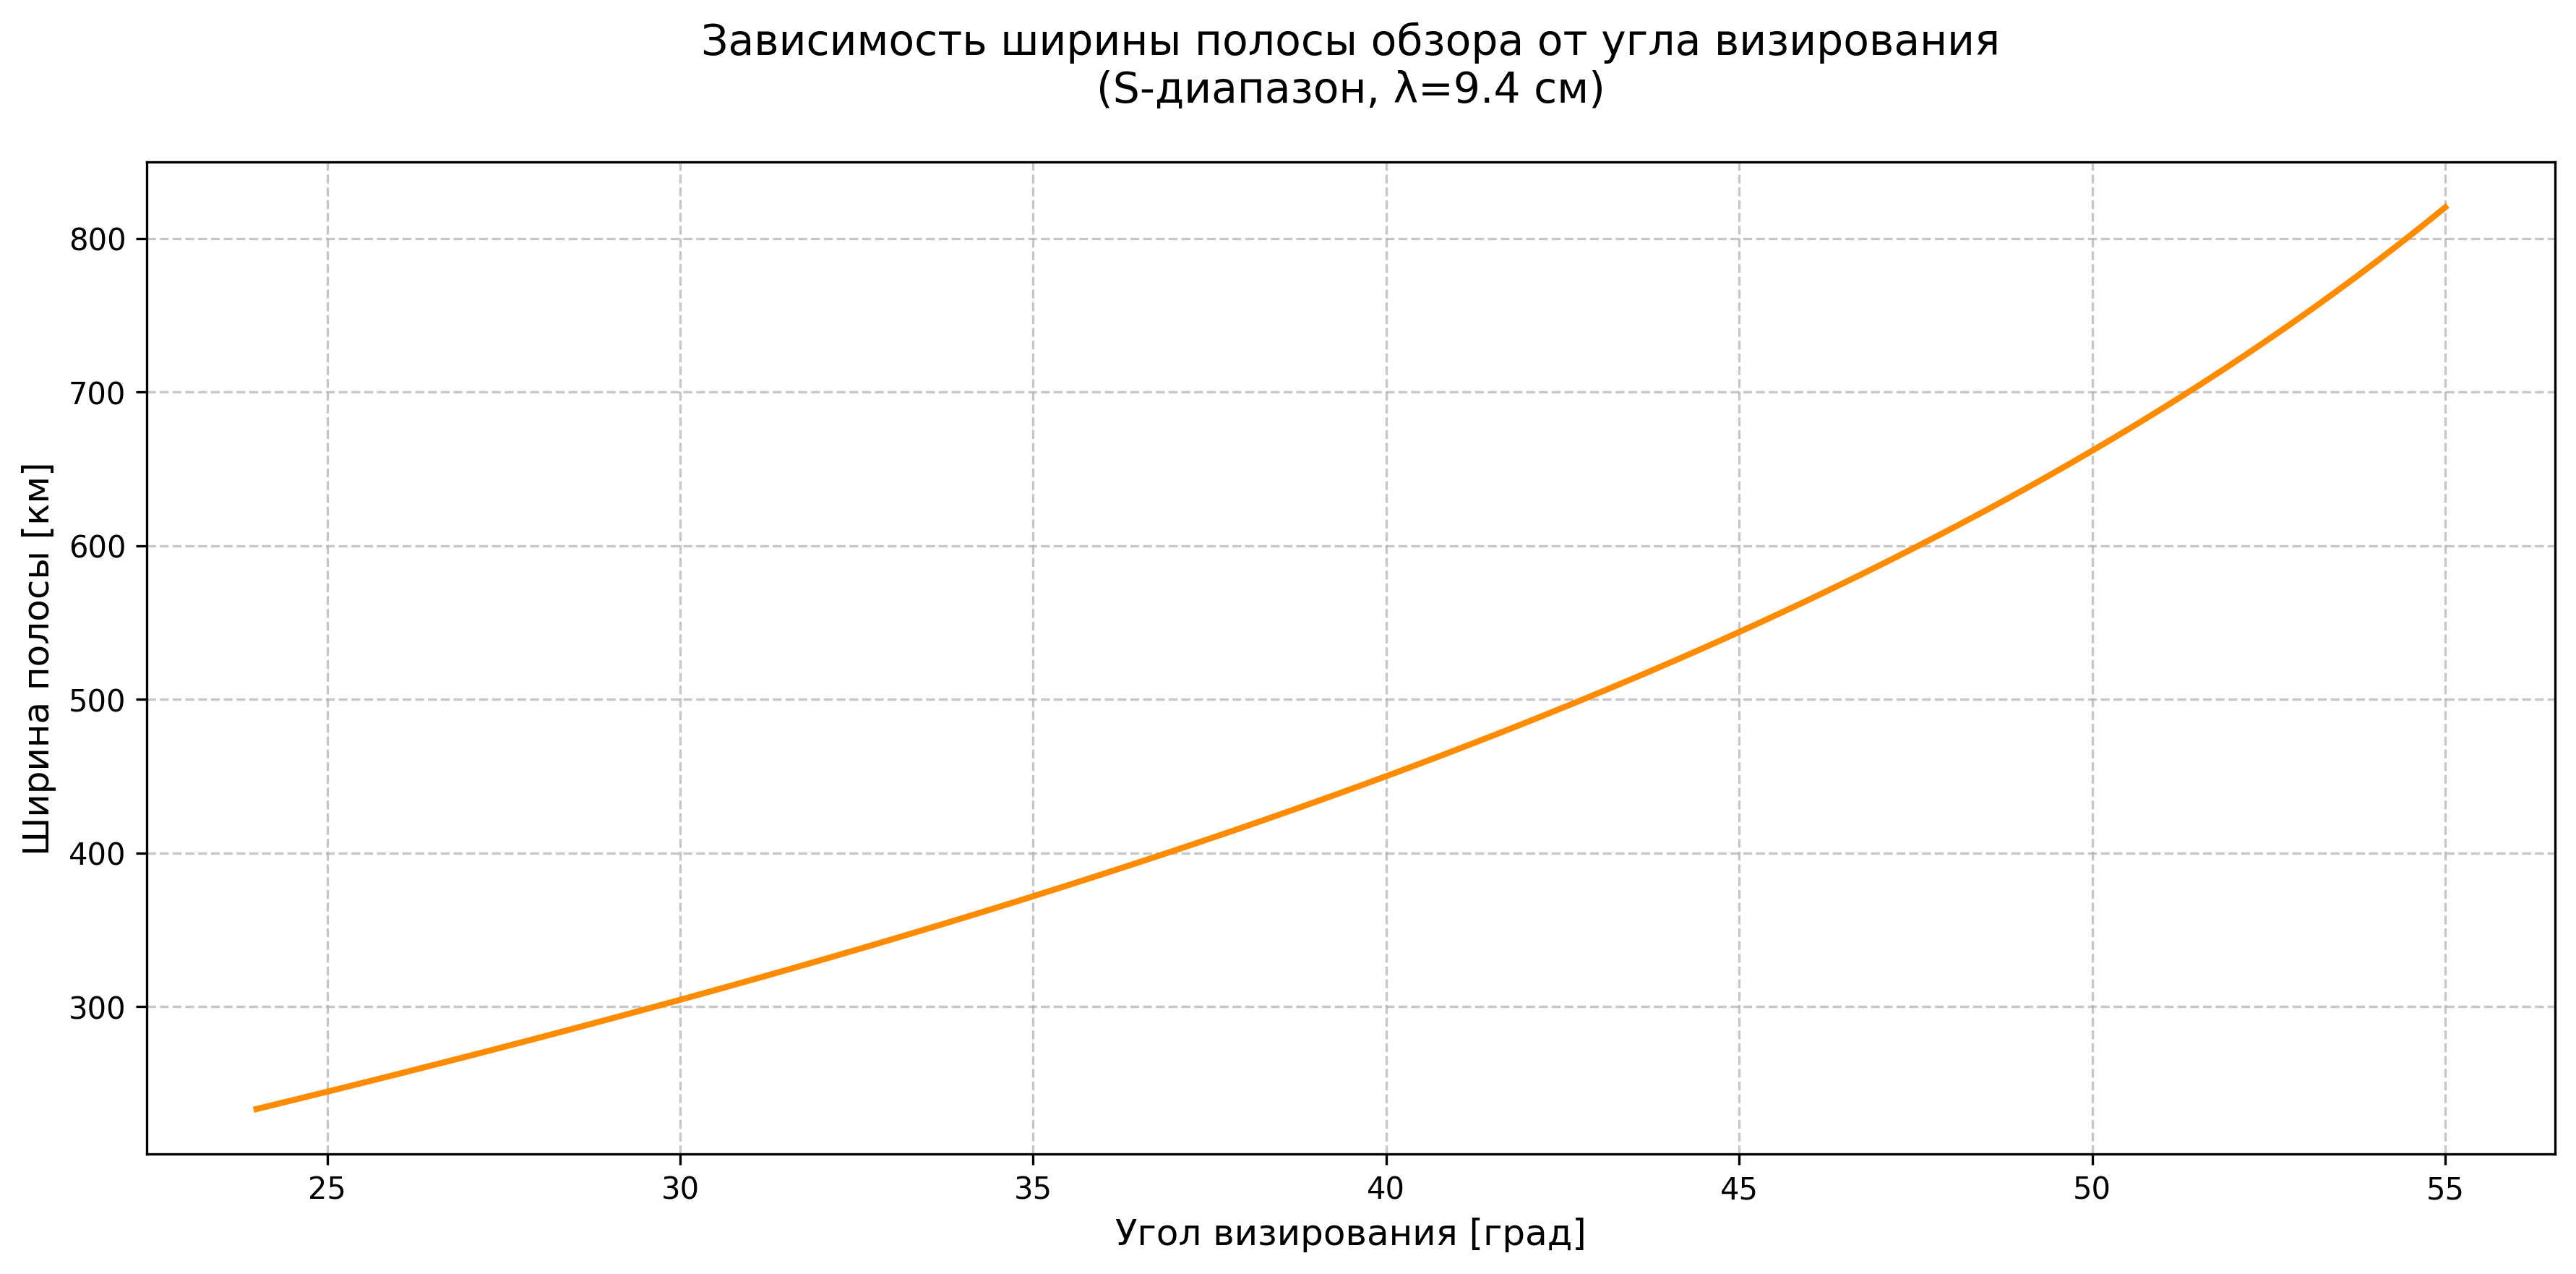 Зависимость ширины полосы обзора от угла визирования
(S-диапазон, λ=9.4 см)
Ширина полосы [км]
800
700
600
500
400
300
25 30 35 40 45 50 55
Угол визирования [град]